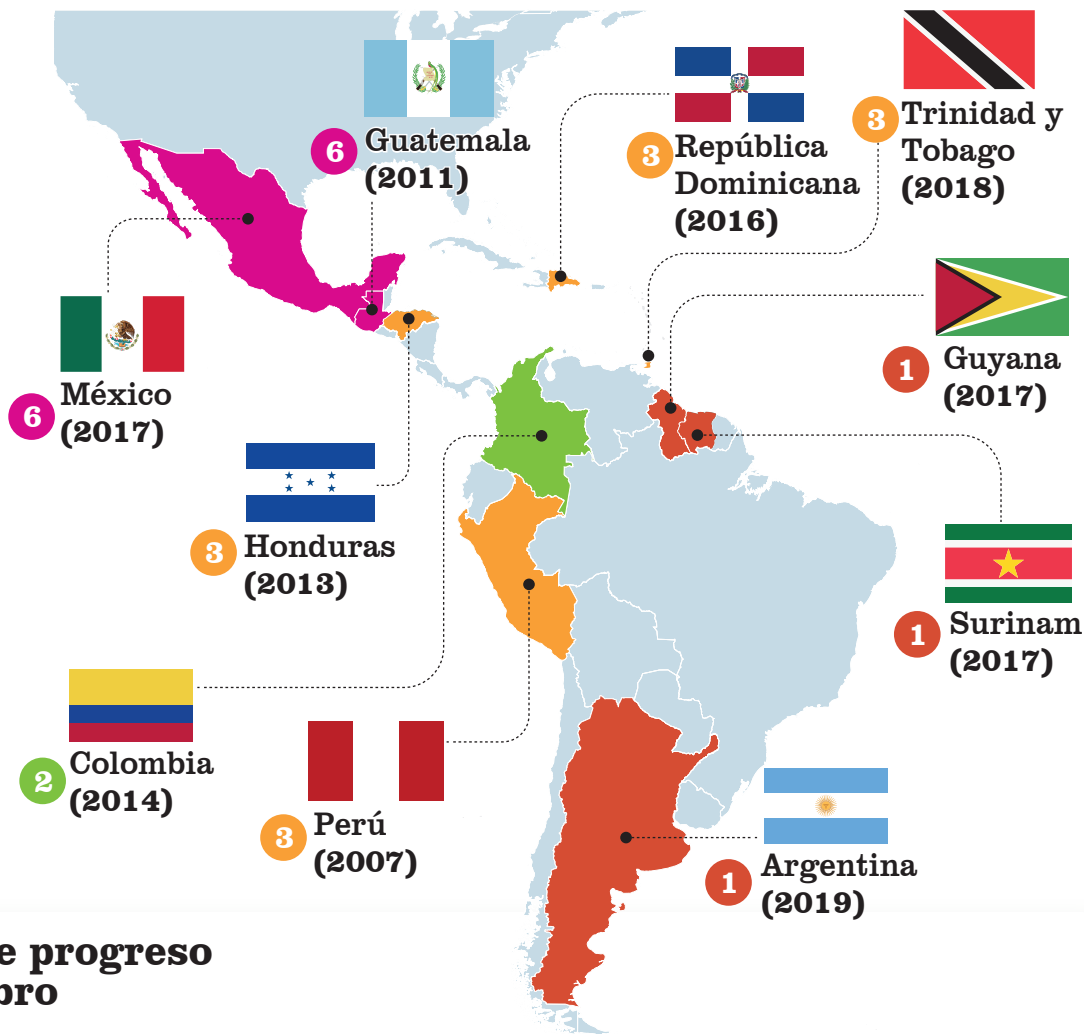 6
Guatemala
(2011)
3
República
Dominicana
(2016)
3
Trinidad y
Tobago
(2018)
6
México
(2017)
1
Guyana
(2017)
3
Honduras
(2013)
1
Surinam
(2017)
2
Colombia
(2014)
3
Perú
(2007)
1
Argentina
(2019)
e progreso
bro